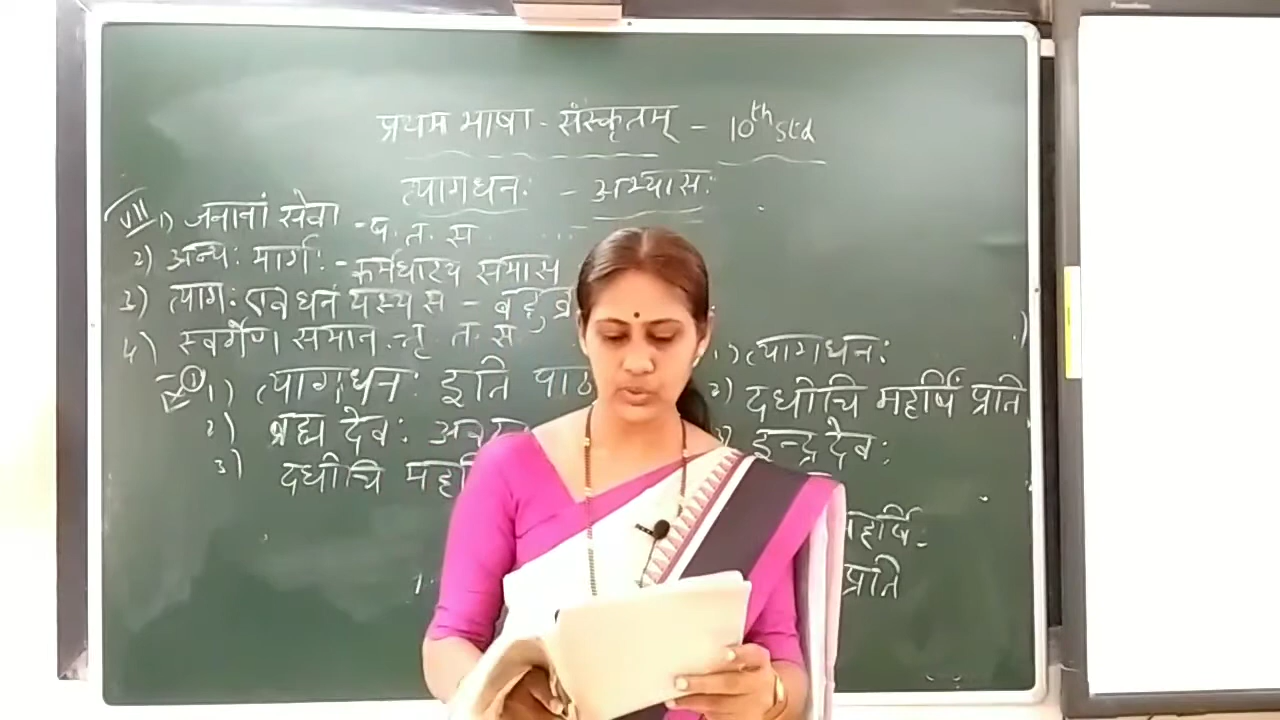 प्रथम भाषा - संस्कृतम् - 10th Std
त्यागधनः - अभ्यासः
VII 1) जनानां सेवा - ष. त. स
2) अन्यः मार्गः - कर्मधारय समास
3) त्यागः एव धनं यस्य स - बहुव्र
4) स्वर्गेण समान - तृ. त. स
1) त्यागधनः इति पाठ
2) ब्रह्म देवः
3) दधीचि महर्षि
1) त्यागधनः
2) दधीचि महर्षिं प्रति
3) इन्द्रदेवः
महर्षिः
प्रति